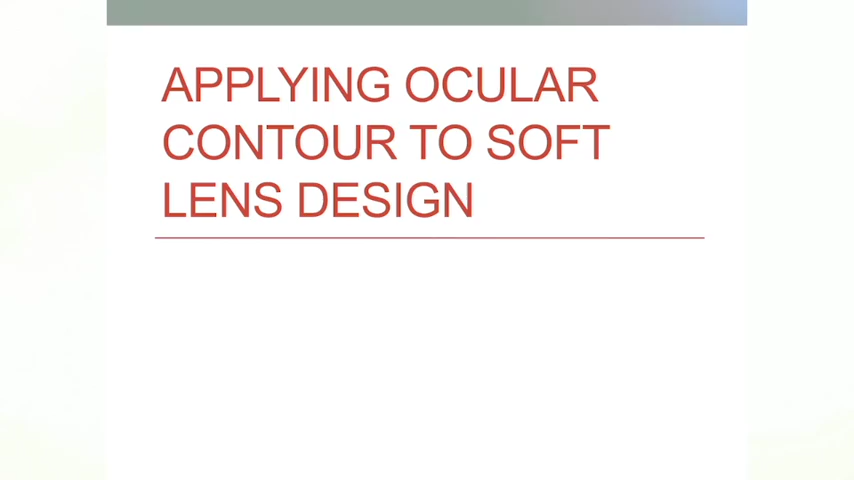 APPLYING OCULAR
CONTOUR TO SOFT
LENS DESIGN